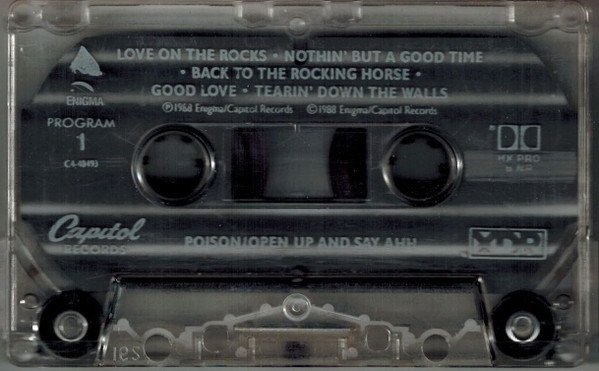 LOVE ON THE ROCKS • NOTHIN' BUT A GOOD TIME
• BACK TO THE ROCKING HORSE •
GOOD LOVE • TEARIN' DOWN THE WALLS
℗1988 Enigma/Capitol Records ©1988 Enigma/Capitol Records
ENIGMA
PROGRAM
1
C4-48493
HX PRO
B NR
Capitol
RECORDS
POISON/OPEN UP AND SAY AHH
XDR